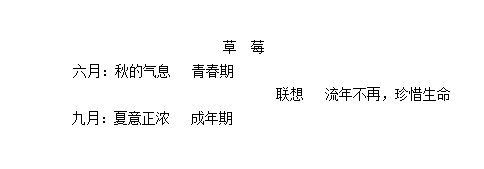 草 莓
六月：秋的气息 青春期
联想 流年不再，珍惜生命
九月：夏意正浓 成年期